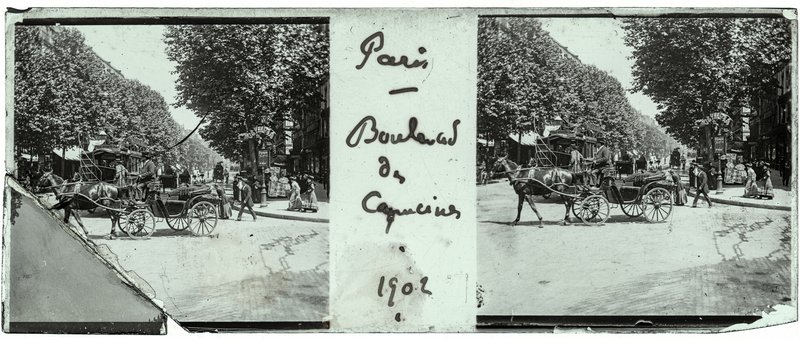 Paris
Boulevard
des
Capucines
1902